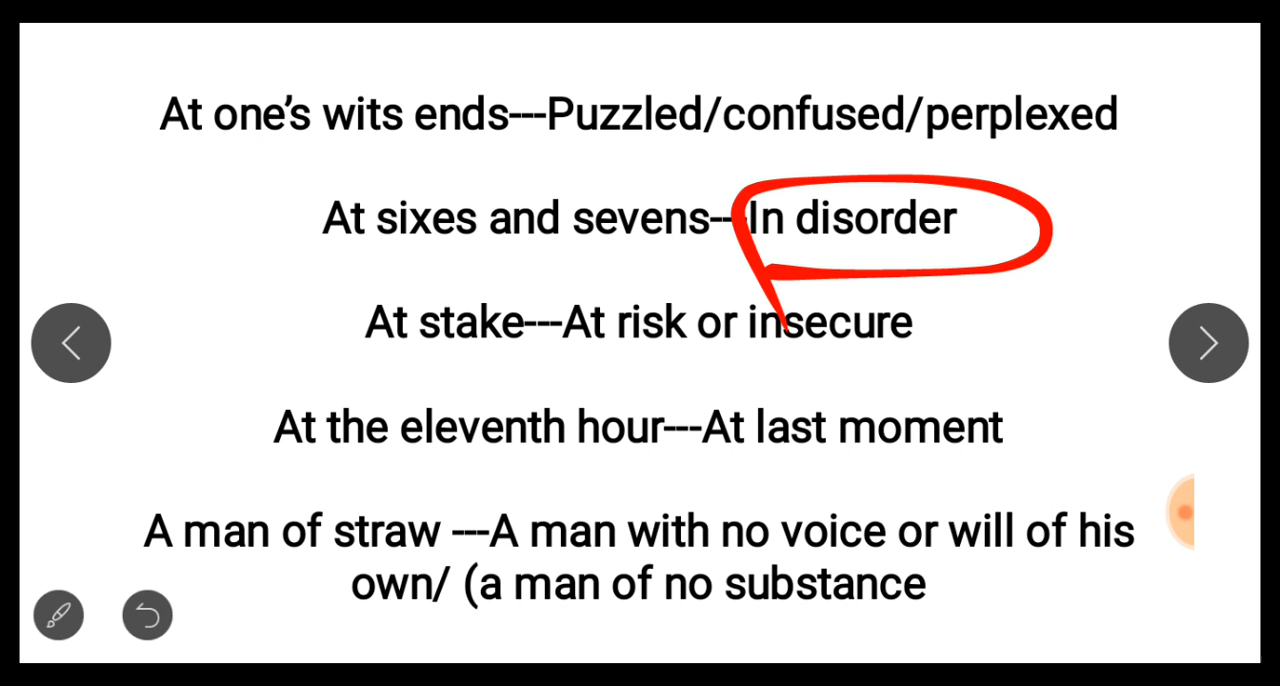 At one's wits ends---Puzzled/confused/perplexed
At sixes and sevens---In disorder
At stake---At risk or insecure
At the eleventh hour---At last moment
A man of straw ---A man with no voice or will of his
own/ (a man of no substance